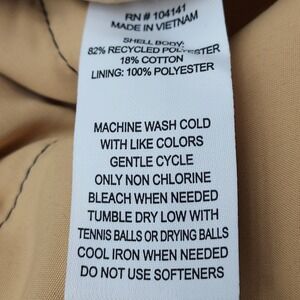 RN # 104141
MADE IN VIETNAM
SHELL BODY:
82% RECYCLED POLYESTER
18% COTTON
LINING: 100% POLYESTER
MACHINE WASH COLD
WITH LIKE COLORS
GENTLE CYCLE
ONLY NON CHLORINE
BLEACH WHEN NEEDED
TUMBLE DRY LOW WITH
TENNIS BALLS OR DRYING BALLS
COOL IRON WHEN NEEDED
DO NOT USE SOFTENERS